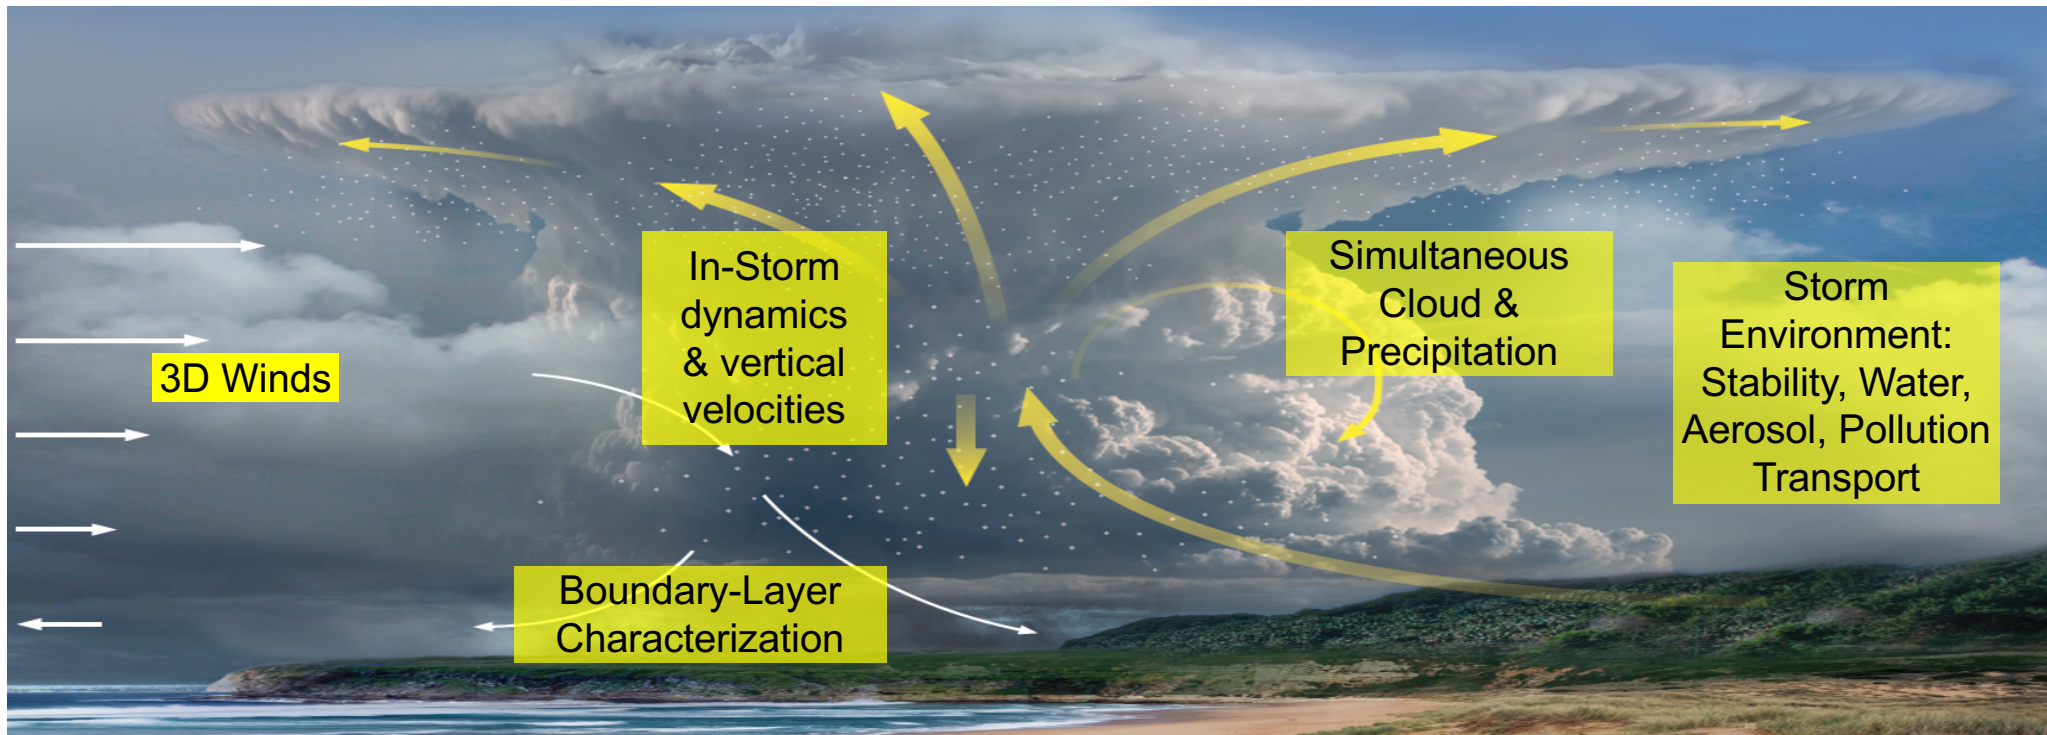 3D Winds
In-Storm
dynamics
& vertical
velocities
Boundary-Layer
Characterization
Simultaneous
Cloud &
Precipitation
Storm
Environment:
Stability, Water,
Aerosol, Pollution
Transport